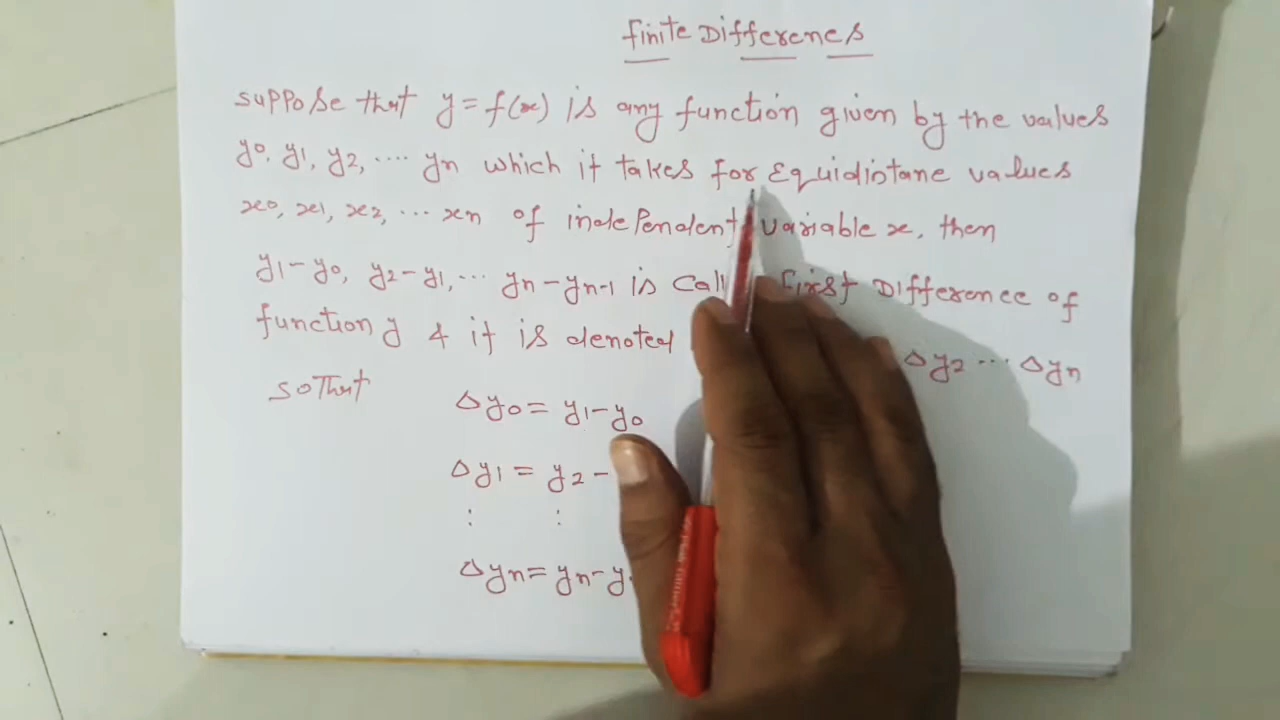 Finite Differenes
suppose that y = f(x) is any function given by the values
y0, y1, y2, .... yn which it takes for Equidistane values
x0, x1, x2, ... xn of independent variable x, then
y1-y0, y2-y1, ... yn-yn-1 is First Difference of
function y & it is denoted Δy2 ... Δyn
so That
Δy0 = y1-y0
Δy1 = y2 -
: :
Δyn = yn-